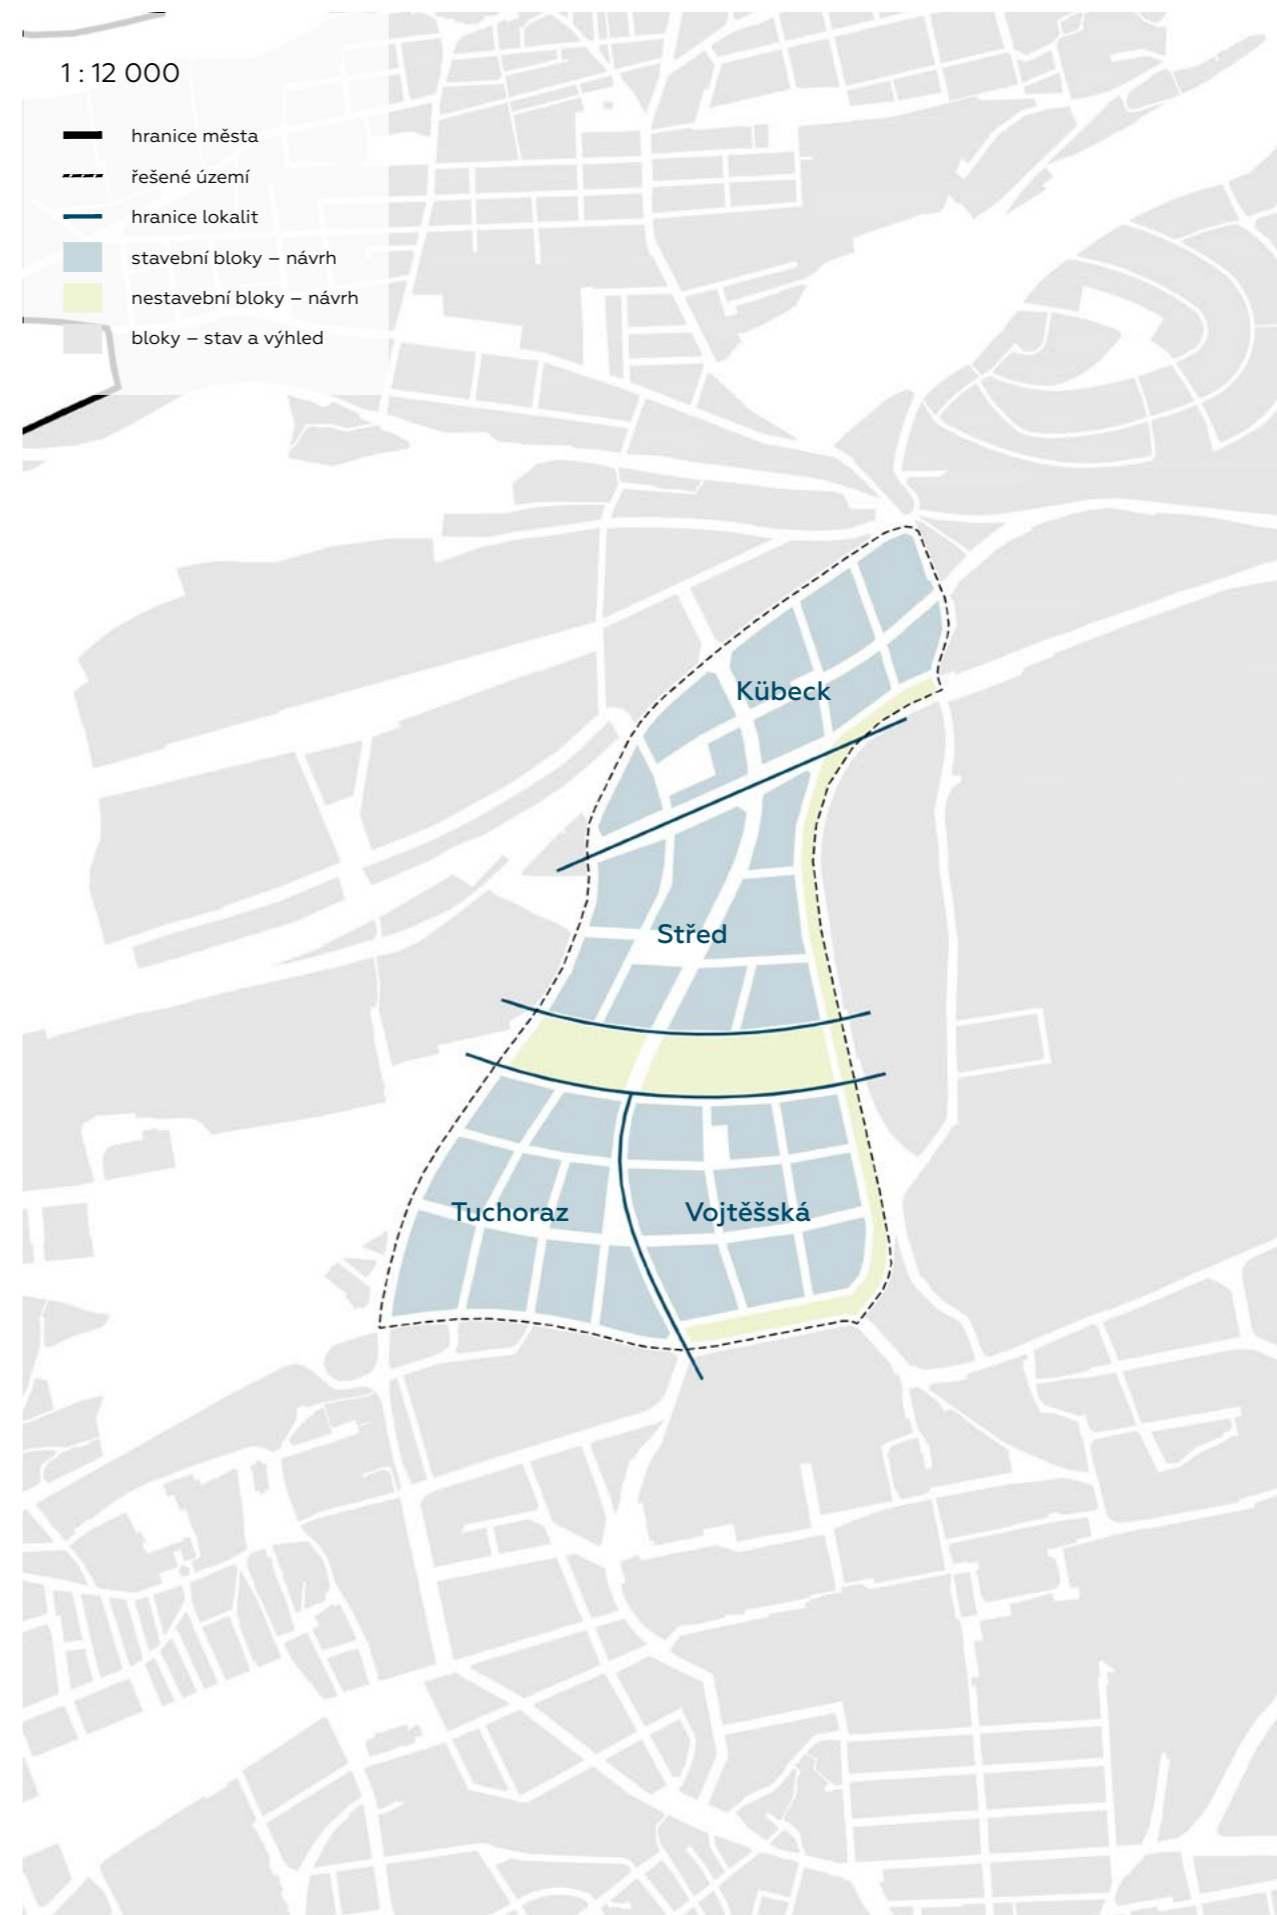 1 : 12 000
hranice města
řešené území
hranice lokalit
stavební bloky – návrh
nestavební bloky – návrh
bloky – stav a výhled
Kübeck
Střed
Tuchoraz
Vojtěšská